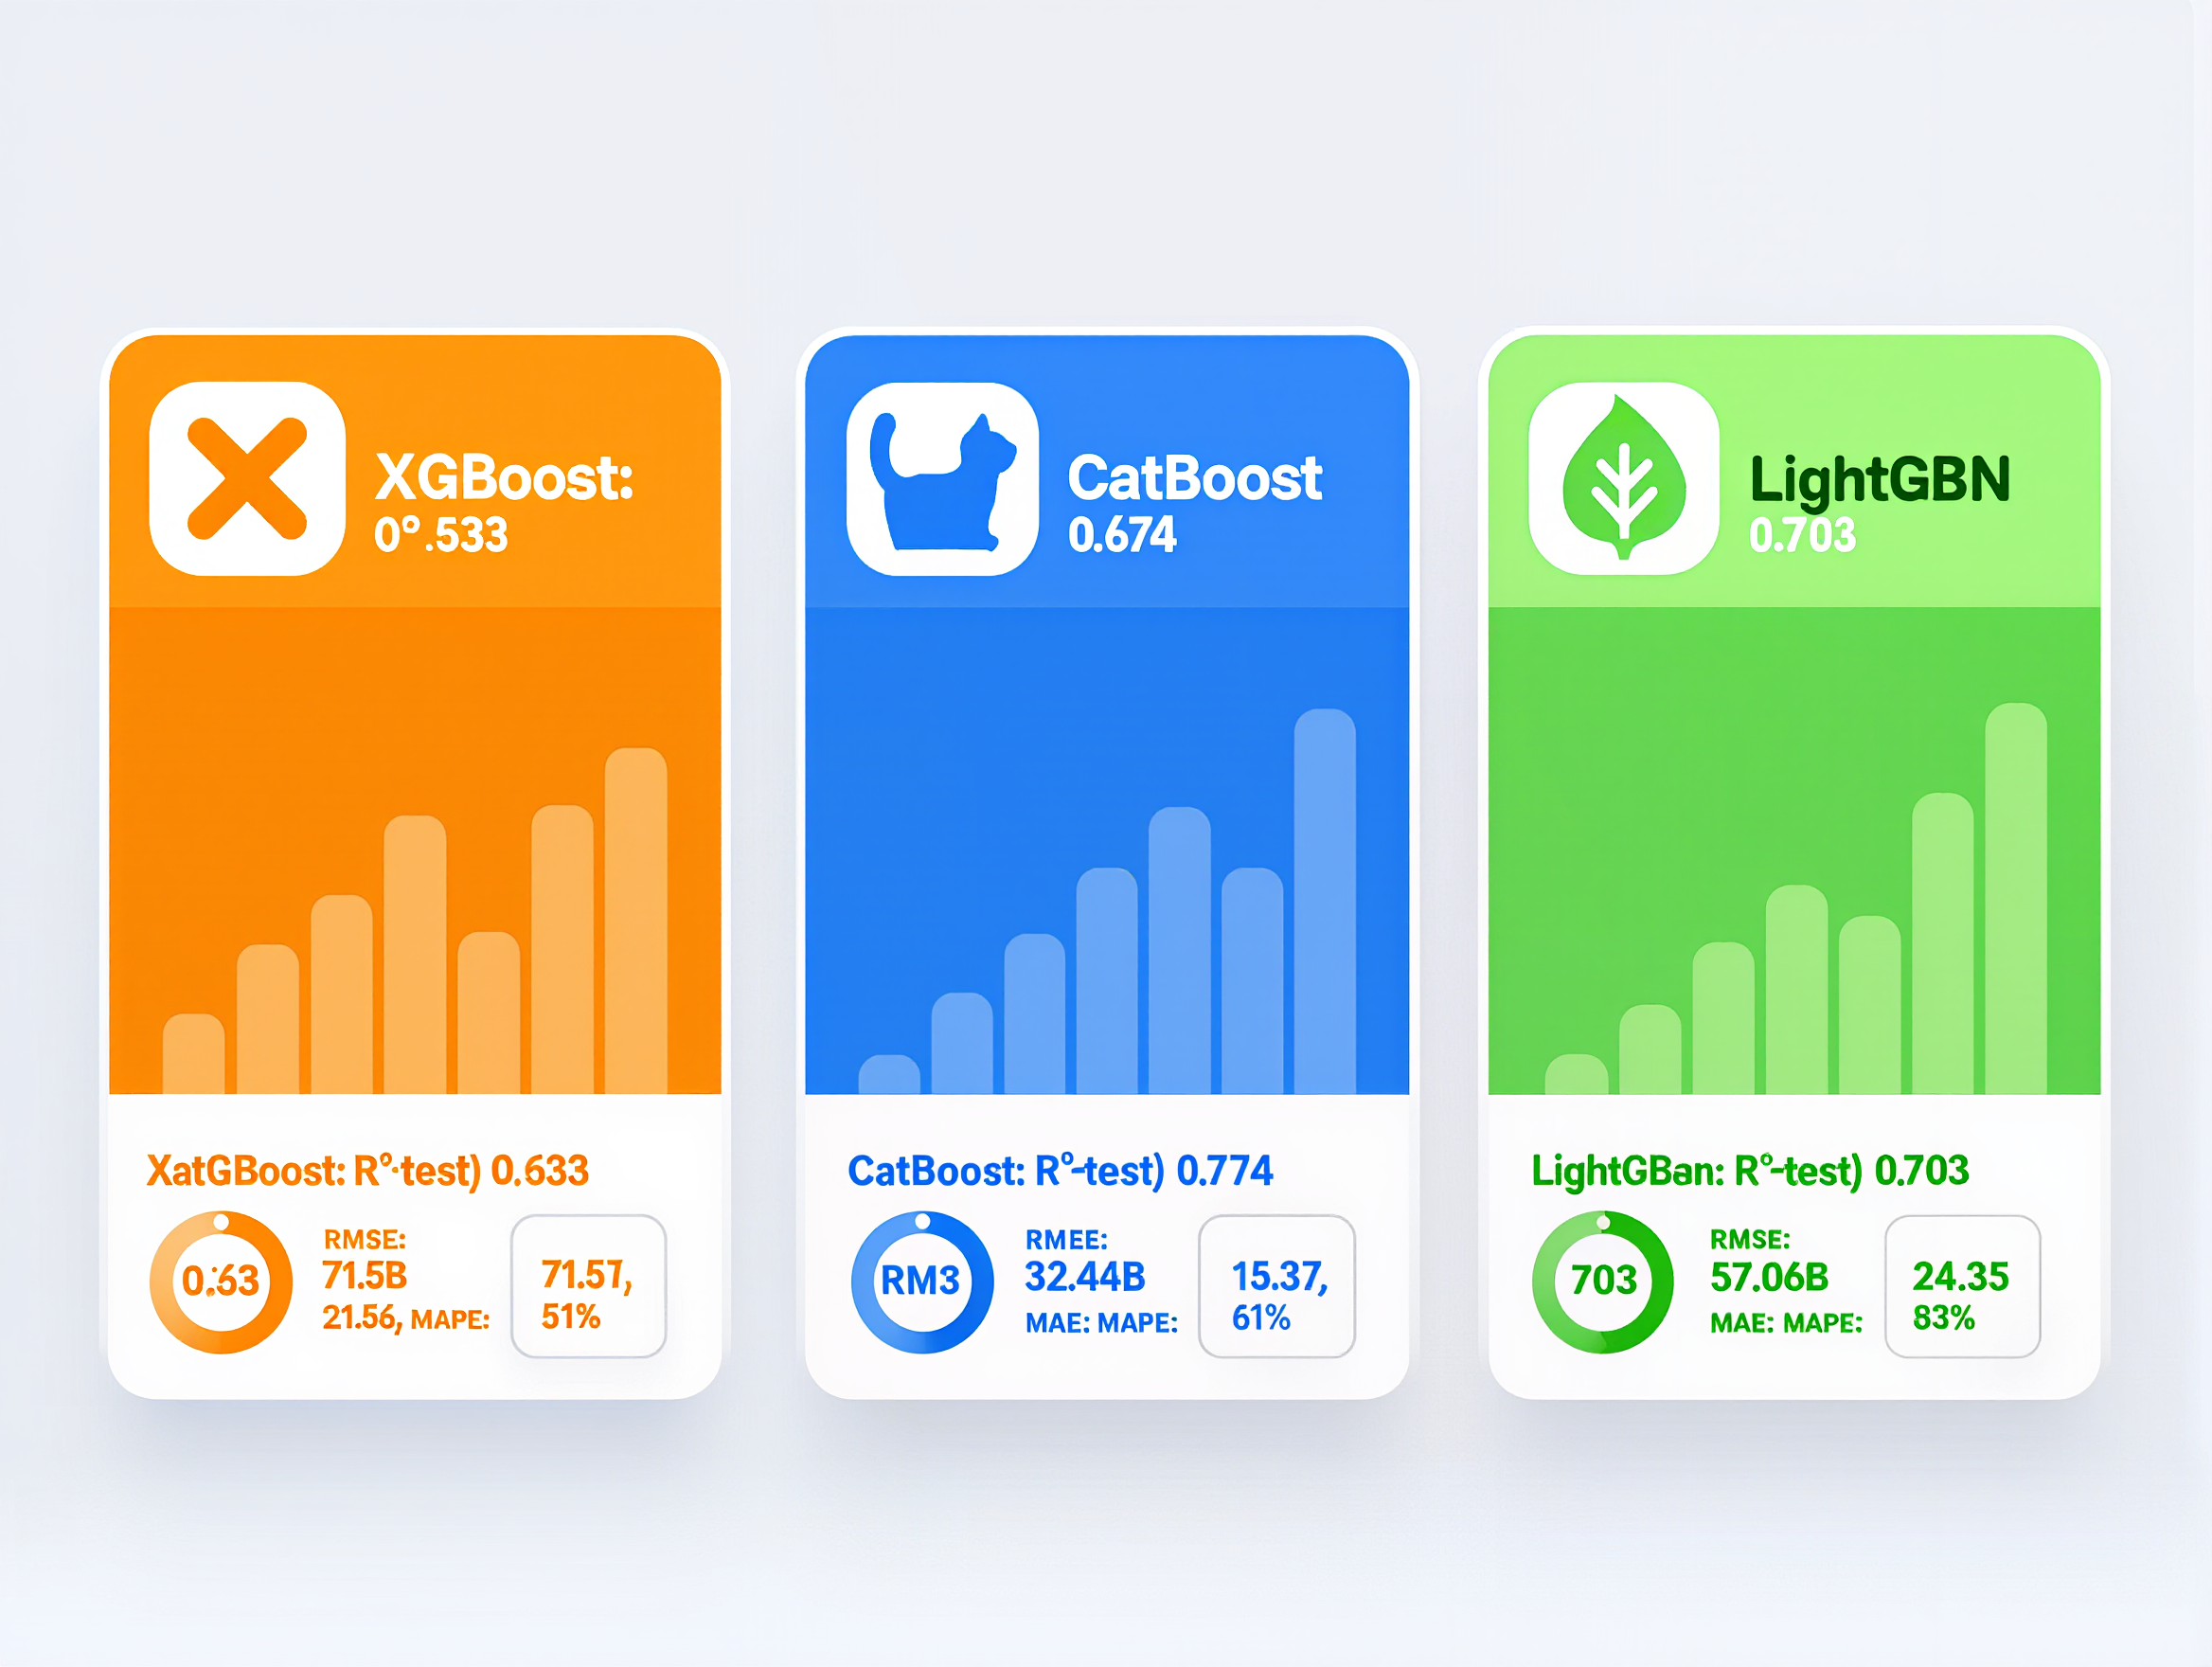 XGBoost:
0°.533
XatGBoost: R°-test) 0.633
0.63
RMSE:
71.5B
21.56, MAPE:
71.57,
51%
CatBoost
0.674
CatBoost: R°-test) 0.774
RM3
RMEE:
32.44B
MAE: MAPE:
15.37,
61%
LightGBN
0.703
LightGBan: R°-test) 0.703
703
RMSE:
57.06B
MAE: MAPE:
24.35
83%